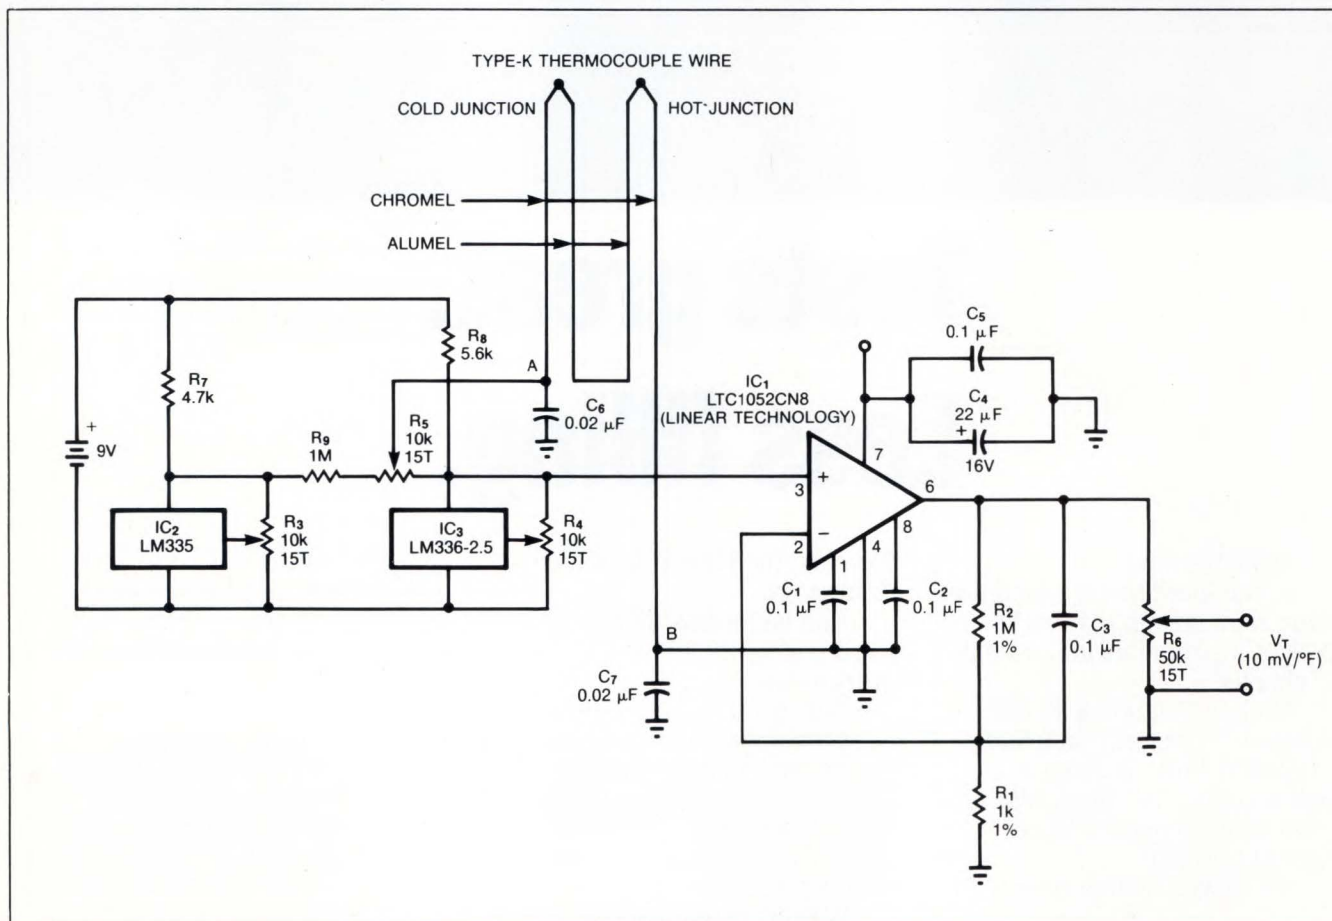 TYPE-K THERMOCOUPLE WIRE
COLD JUNCTION
HOT JUNCTION
CHROMEL
ALUMEL
R7
4.7k
R8
5.6k
A
C6
0.02 μF
+
9V
R9
1M
R5
10k
15T
IC2
LM335
R3
10k
15T
IC3
LM336-2.5
R4
10k
15T
IC1
LTC1052CN8
(LINEAR TECHNOLOGY)
C5
0.1 μF
C4
22 μF
+
16V
7
+
3
6
−
2
8
4
1
C1
0.1 μF
C2
0.1 μF
R2
1M
1%
C3
0.1 μF
R6
50k
15T
VT
(10 mV/°F)
B
C7
0.02 μF
R1
1k
1%